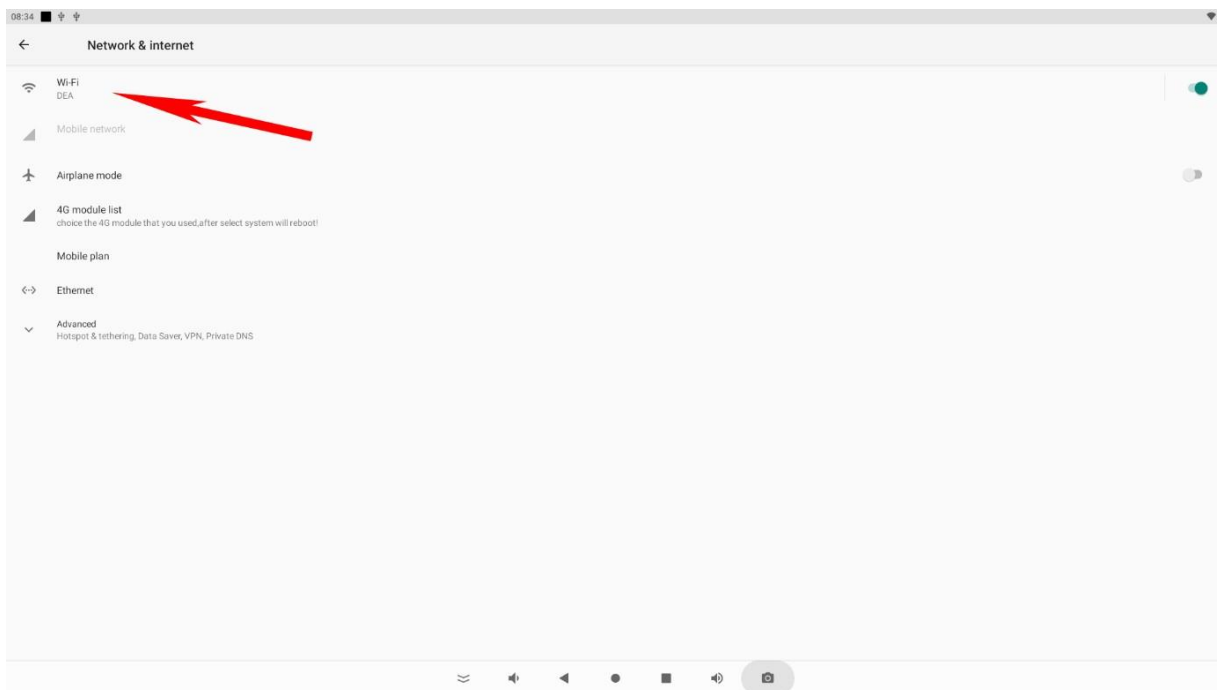 08:34
Network & internet
Wi-Fi
DEA
Mobile network
Airplane mode
4G module list
choice the 4G module that you used,after select system will reboot!
Mobile plan
Ethernet
Advanced
Hotspot & tethering, Data Saver, VPN, Private DNS